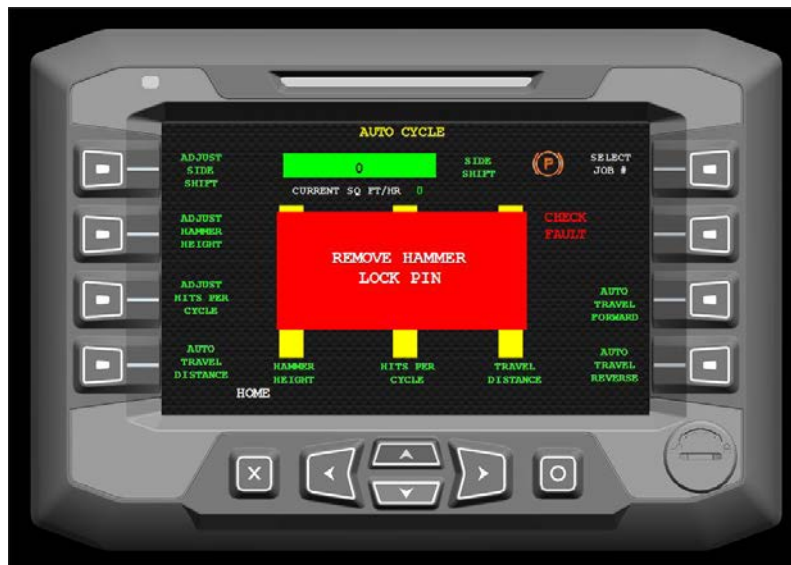 AUTO CYCLE
ADJUST
SIDE
SHIFT
0
SIDE
SHIFT
P
SELECT
JOB #
CURRENT SQ FT/HR 0
ADJUST
HAMMER
HEIGHT
CHECK
FAULT
REMOVE HAMMER
LOCK PIN
ADJUST
HITS PER
CYCLE
AUTO
TRAVEL
FORWARD
AUTO
TRAVEL
DISTANCE
HAMMER
HEIGHT
HITS PER
CYCLE
TRAVEL
DISTANCE
AUTO
TRAVEL
REVERSE
HOME
X
O